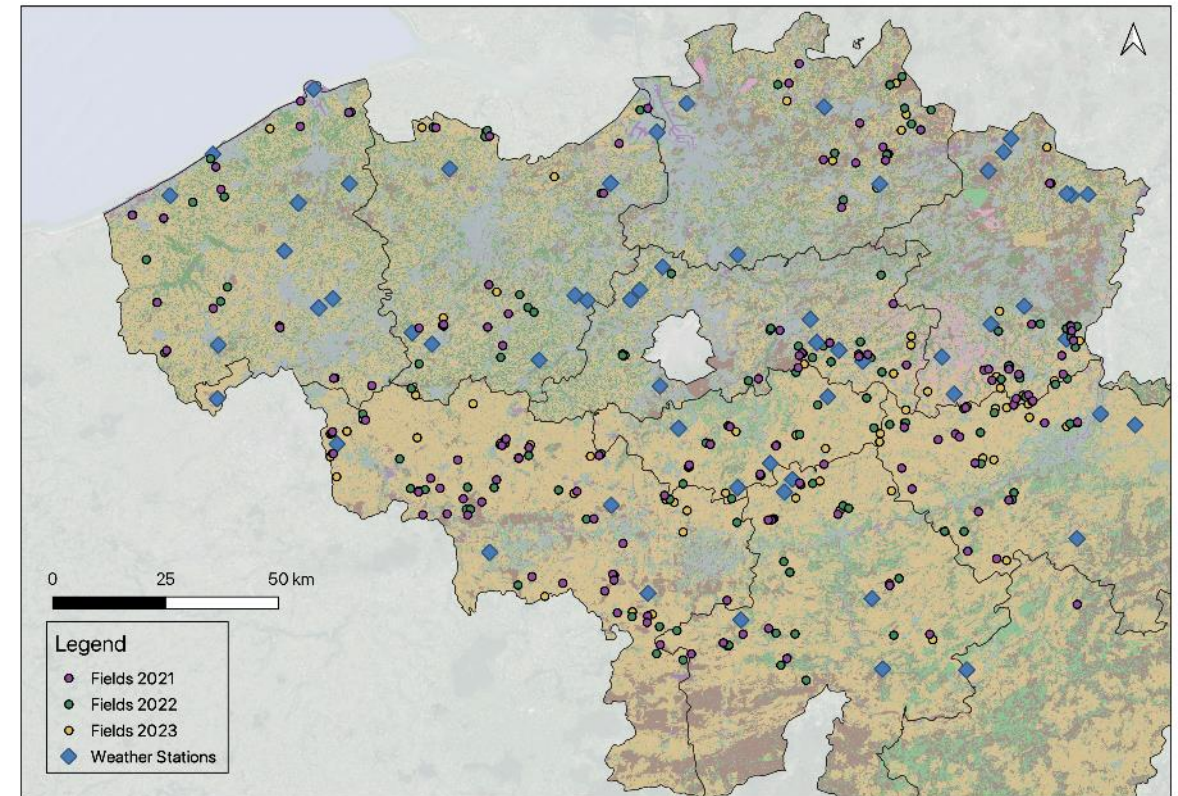 0 25 50 km
Legend
Fields 2021
Fields 2022
Fields 2023
Weather Stations